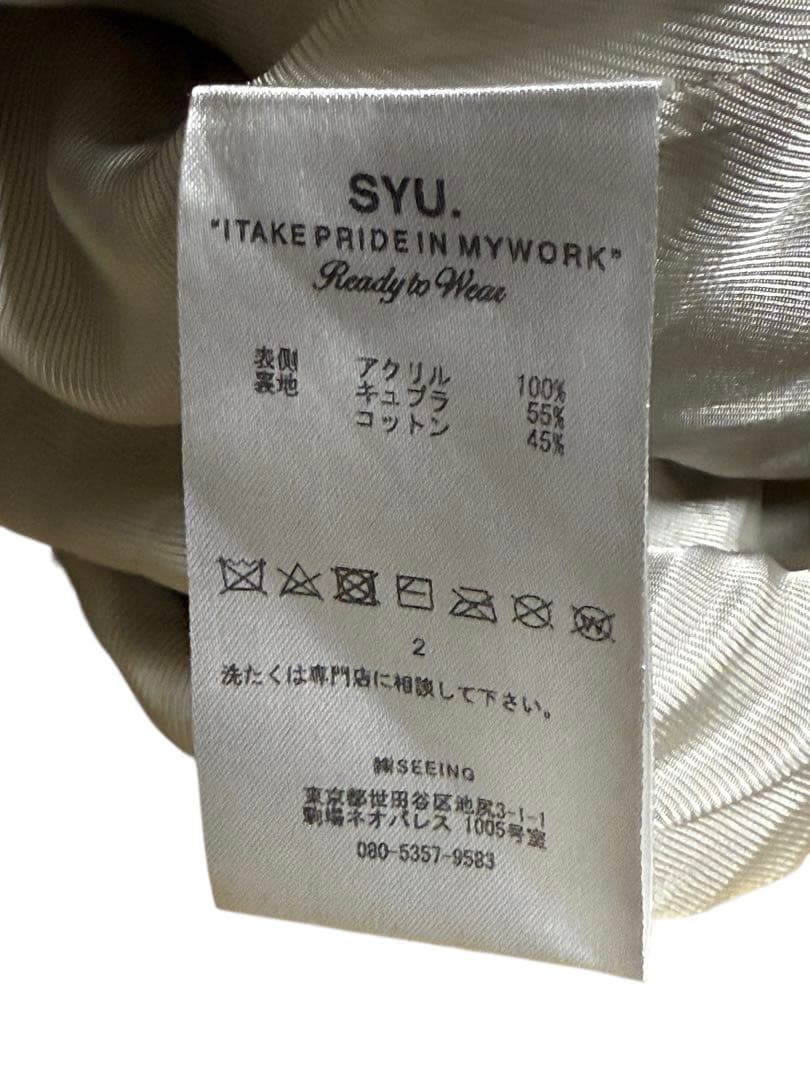 SYU.
"I TAKE PRIDE IN MY WORK"
Ready to Wear
表側 アクリル 100%
裏地 キュプラ 55%
コットン 45%
W
2
洗たくは専門店に相談して下さい。
㈱SEEING
東京都世田谷区池尻3-1-1
駒場ネオパレス 1005号室
080-5357-9583